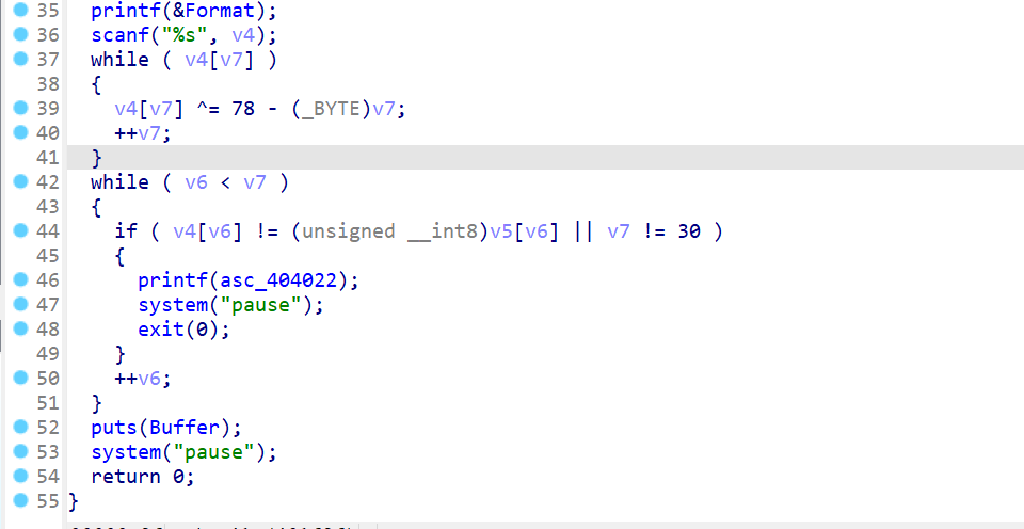 35 printf(&Format);
36 scanf("%s", v4);
37 while ( v4[v7] )
38 {
39 v4[v7] ^= 78 - (_BYTE)v7;
40 ++v7;
41 }
42 while ( v6 < v7 )
43 {
44 if ( v4[v6] != (unsigned __int8)v5[v6] || v7 != 30 )
45 {
46 printf(asc_404022);
47 system("pause");
48 exit(0);
49 }
50 ++v6;
51 }
52 puts(Buffer);
53 system("pause");
54 return 0;
55 }